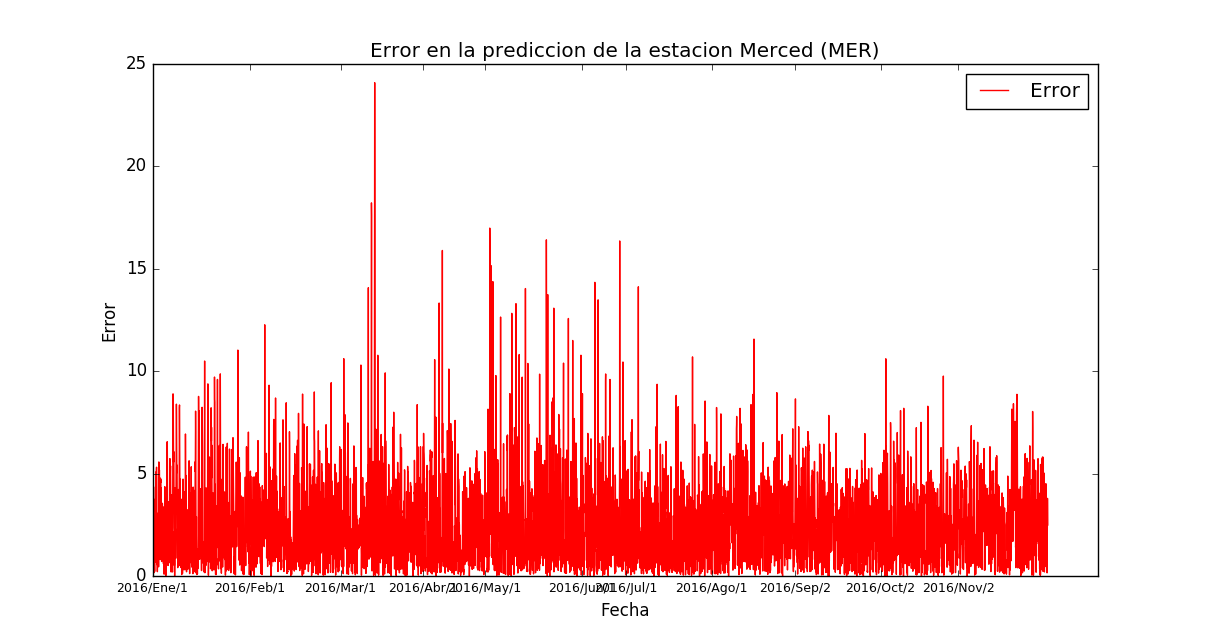 Error en la prediccion de la estacion Merced (MER)
Error
25
20
15
10
5
0
Error
2016/Ene/1 2016/Feb/1 2016/Mar/1 2016/Abr/1 2016/May/1 2016/Jun/1 2016/Jul/1 2016/Ago/1 2016/Sep/2 2016/Oct/2 2016/Nov/2
Fecha